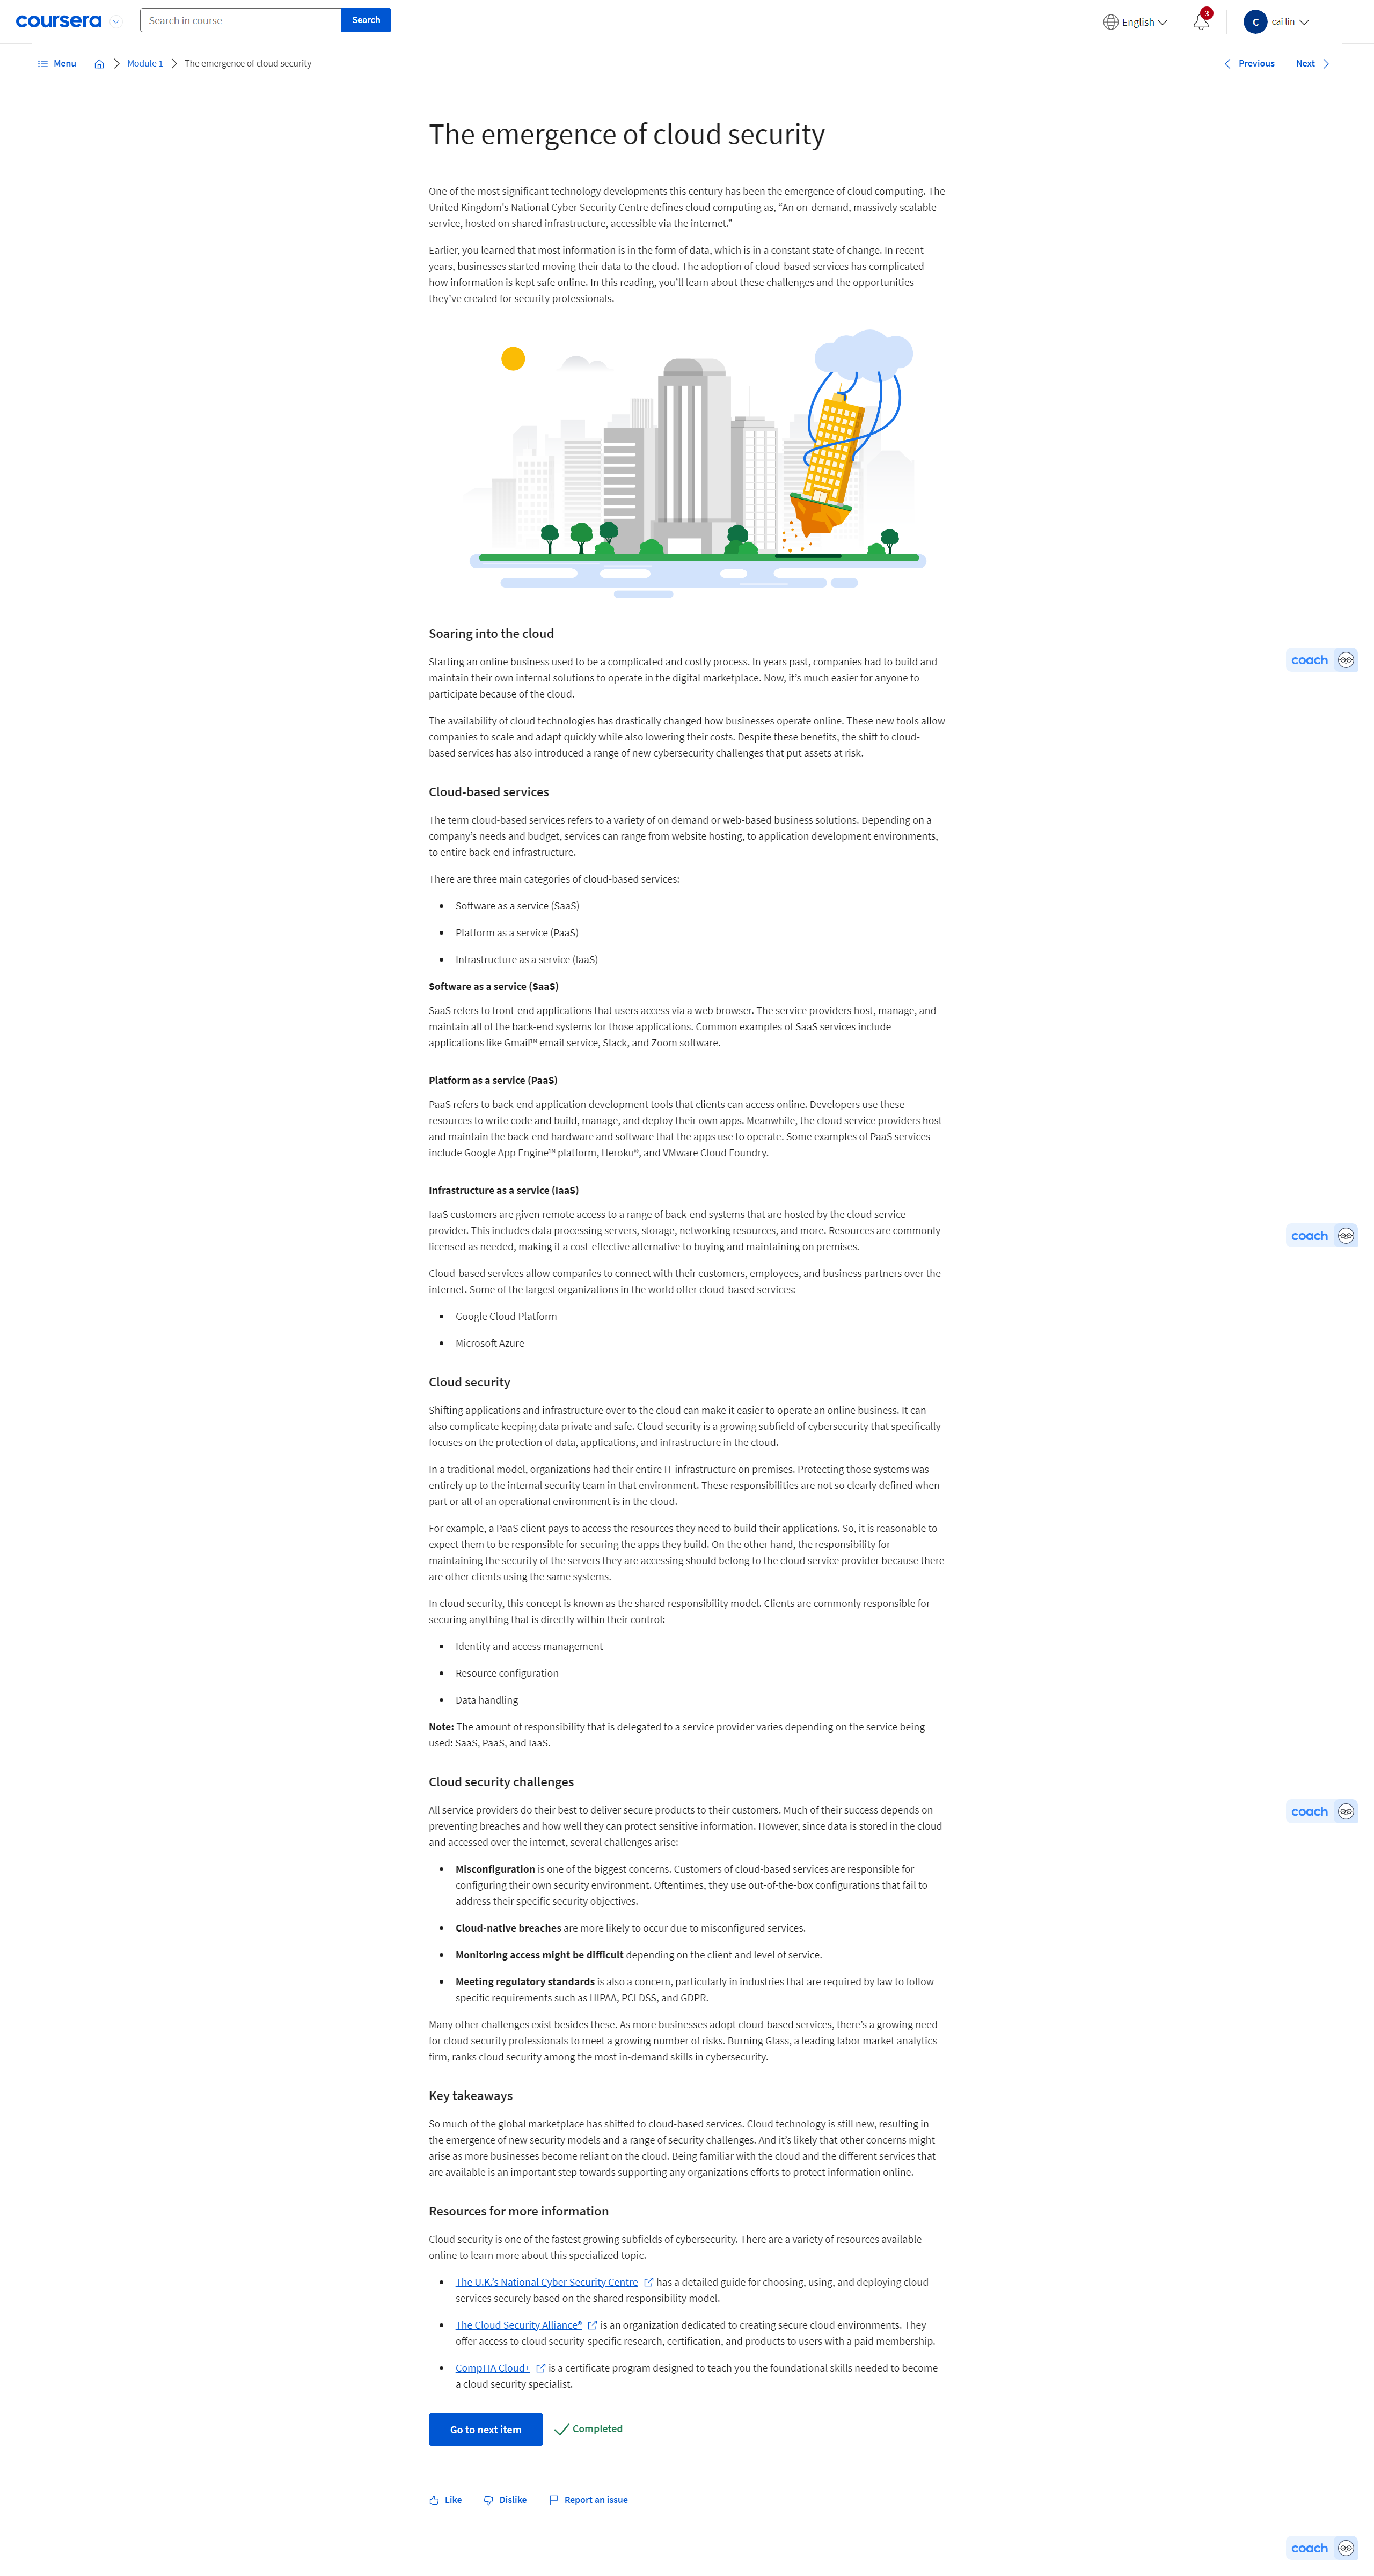 coursera
Search in course
Search
English
3
C
cai lin
Menu
Module 1
The emergence of cloud security
Previous
Next
The emergence of cloud security
One of the most significant technology developments this century has been the emergence of cloud computing. The
United Kingdom's National Cyber Security Centre defines cloud computing as, “An on-demand, massively scalable
service, hosted on shared infrastructure, accessible via the internet.”
Earlier, you learned that most information is in the form of data, which is in a constant state of change. In recent
years, businesses started moving their data to the cloud. The adoption of cloud-based services has complicated
how information is kept safe online. In this reading, you’ll learn about these challenges and the opportunities
they’ve created for security professionals.
Soaring into the cloud
Starting an online business used to be a complicated and costly process. In years past, companies had to build and
maintain their own internal solutions to operate in the digital marketplace. Now, it’s much easier for anyone to
participate because of the cloud.
The availability of cloud technologies has drastically changed how businesses operate online. These new tools allow
companies to scale and adapt quickly while also lowering their costs. Despite these benefits, the shift to cloud-
based services has also introduced a range of new cybersecurity challenges that put assets at risk.
coach
Cloud-based services
The term cloud-based services refers to a variety of on demand or web-based business solutions. Depending on a
company’s needs and budget, services can range from website hosting, to application development environments,
to entire back-end infrastructure.
There are three main categories of cloud-based services:
Software as a service (SaaS)
Platform as a service (PaaS)
Infrastructure as a service (IaaS)
Software as a service (SaaS)
SaaS refers to front-end applications that users access via a web browser. The service providers host, manage, and
maintain all of the back-end systems for those applications. Common examples of SaaS services include
applications like Gmail™ email service, Slack, and Zoom software.
Platform as a service (PaaS)
PaaS refers to back-end application development tools that clients can access online. Developers use these
resources to write code and build, manage, and deploy their own apps. Meanwhile, the cloud service providers host
and maintain the back-end hardware and software that the apps use to operate. Some examples of PaaS services
include Google App Engine™ platform, Heroku®, and VMware Cloud Foundry.
Infrastructure as a service (IaaS)
IaaS customers are given remote access to a range of back-end systems that are hosted by the cloud service
provider. This includes data processing servers, storage, networking resources, and more. Resources are commonly
licensed as needed, making it a cost-effective alternative to buying and maintaining on premises.
coach
Cloud-based services allow companies to connect with their customers, employees, and business partners over the
internet. Some of the largest organizations in the world offer cloud-based services:
Google Cloud Platform
Microsoft Azure
Cloud security
Shifting applications and infrastructure over to the cloud can make it easier to operate an online business. It can
also complicate keeping data private and safe. Cloud security is a growing subfield of cybersecurity that specifically
focuses on the protection of data, applications, and infrastructure in the cloud.
In a traditional model, organizations had their entire IT infrastructure on premises. Protecting those systems was
entirely up to the internal security team in that environment. These responsibilities are not so clearly defined when
part or all of an operational environment is in the cloud.
For example, a PaaS client pays to access the resources they need to build their applications. So, it is reasonable to
expect them to be responsible for securing the apps they build. On the other hand, the responsibility for
maintaining the security of the servers they are accessing should belong to the cloud service provider because there
are other clients using the same systems.
In cloud security, this concept is known as the shared responsibility model. Clients are commonly responsible for
securing anything that is directly within their control:
Identity and access management
Resource configuration
Data handling
Note: The amount of responsibility that is delegated to a service provider varies depending on the service being
used: SaaS, PaaS, and IaaS.
Cloud security challenges
All service providers do their best to deliver secure products to their customers. Much of their success depends on
preventing breaches and how well they can protect sensitive information. However, since data is stored in the cloud
and accessed over the internet, several challenges arise:
coach
Misconfiguration is one of the biggest concerns. Customers of cloud-based services are responsible for
configuring their own security environment. Oftentimes, they use out-of-the-box configurations that fail to
address their specific security objectives.
Cloud-native breaches are more likely to occur due to misconfigured services.
Monitoring access might be difficult depending on the client and level of service.
Meeting regulatory standards is also a concern, particularly in industries that are required by law to follow
specific requirements such as HIPAA, PCI DSS, and GDPR.
Many other challenges exist besides these. As more businesses adopt cloud-based services, there’s a growing need
for cloud security professionals to meet a growing number of risks. Burning Glass, a leading labor market analytics
firm, ranks cloud security among the most in-demand skills in cybersecurity.
Key takeaways
So much of the global marketplace has shifted to cloud-based services. Cloud technology is still new, resulting in
the emergence of new security models and a range of security challenges. And it’s likely that other concerns might
arise as more businesses become reliant on the cloud. Being familiar with the cloud and the different services that
are available is an important step towards supporting any organizations efforts to protect information online.
Resources for more information
Cloud security is one of the fastest growing subfields of cybersecurity. There are a variety of resources available
online to learn more about this specialized topic.
The U.K.’s National Cyber Security Centre has a detailed guide for choosing, using, and deploying cloud
services securely based on the shared responsibility model.
The Cloud Security Alliance® is an organization dedicated to creating secure cloud environments. They
offer access to cloud security-specific research, certification, and products to users with a paid membership.
CompTIA Cloud+ is a certificate program designed to teach you the foundational skills needed to become
a cloud security specialist.
Go to next item
Completed
Like
Dislike
Report an issue
coach